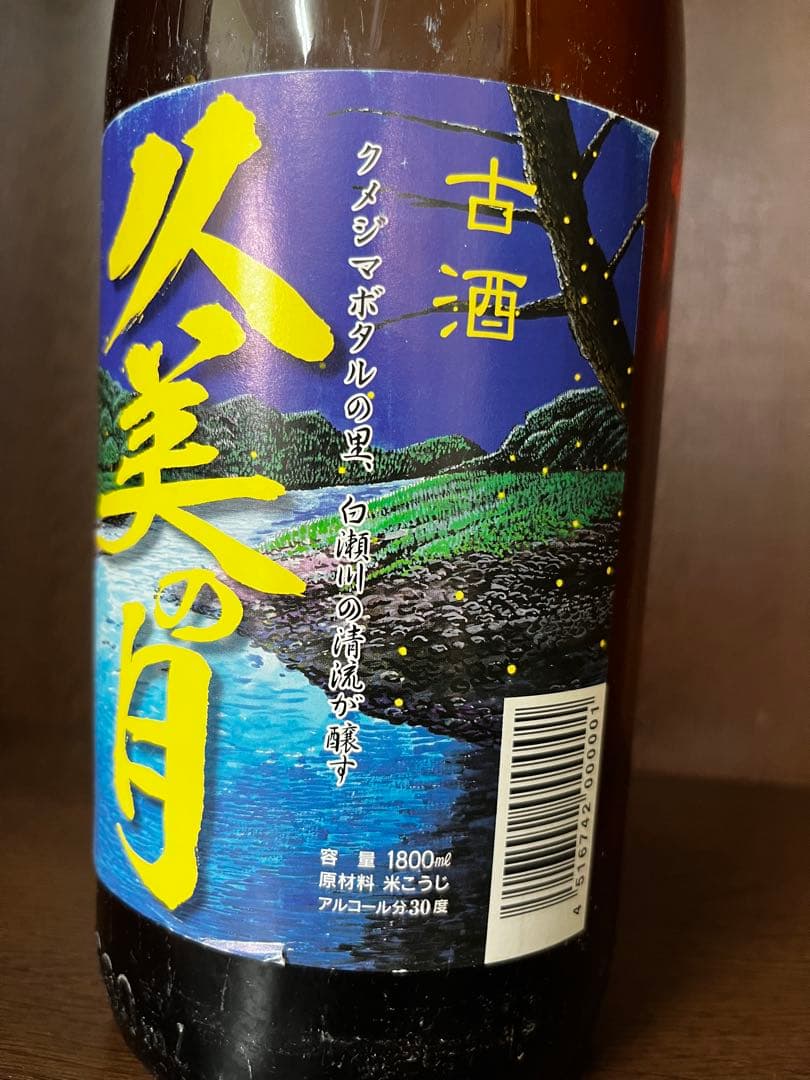 古酒
クメジマボタルの里、白瀬川の清流が醸す
久美の月
容量 1800ml
原材料 米こうじ
アルコール分30度
4 516742 000001